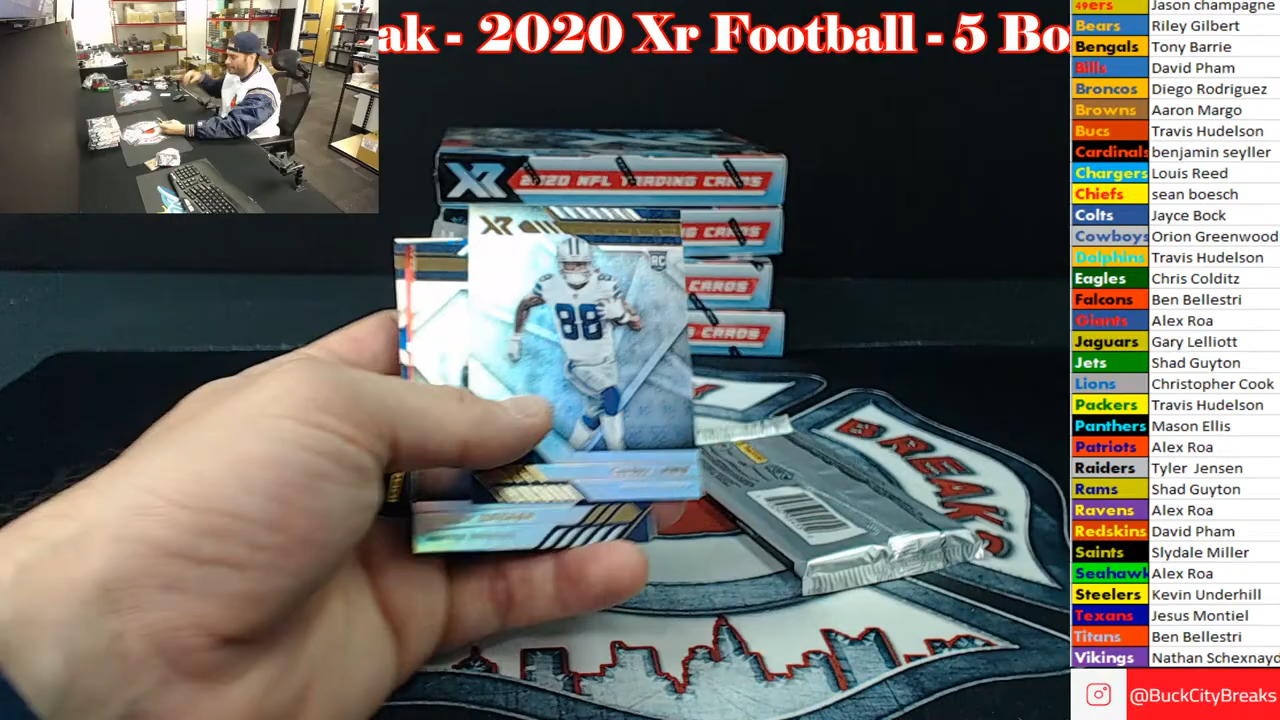 ak - 2020 Xr Football - 5 Bo
XR 2020 NFL TRADING CARDS
CARDS
CARDS
XR
RC
88
BREAKS
49ers Jason champagne
Bears Riley Gilbert
Bengals Tony Barrie
Bills David Pham
Broncos Diego Rodriguez
Browns Aaron Margo
Bucs Travis Hudelson
Cardinals benjamin seyller
Chargers Louis Reed
Chiefs sean boesch
Colts Jayce Bock
Cowboys Orion Greenwood
Dolphins Travis Hudelson
Eagles Chris Colditz
Falcons Ben Bellestri
Giants Alex Roa
Jaguars Gary Lelliott
Jets Shad Guyton
Lions Christopher Cook
Packers Travis Hudelson
Panthers Mason Ellis
Patriots Alex Roa
Raiders Tyler Jensen
Rams Shad Guyton
Ravens Alex Roa
Redskins David Pham
Saints Slydale Miller
Seahawk Alex Roa
Steelers Kevin Underhill
Texans Jesus Montiel
Titans Ben Bellestri
Vikings Nathan Schexnayd
@BuckCityBreaks